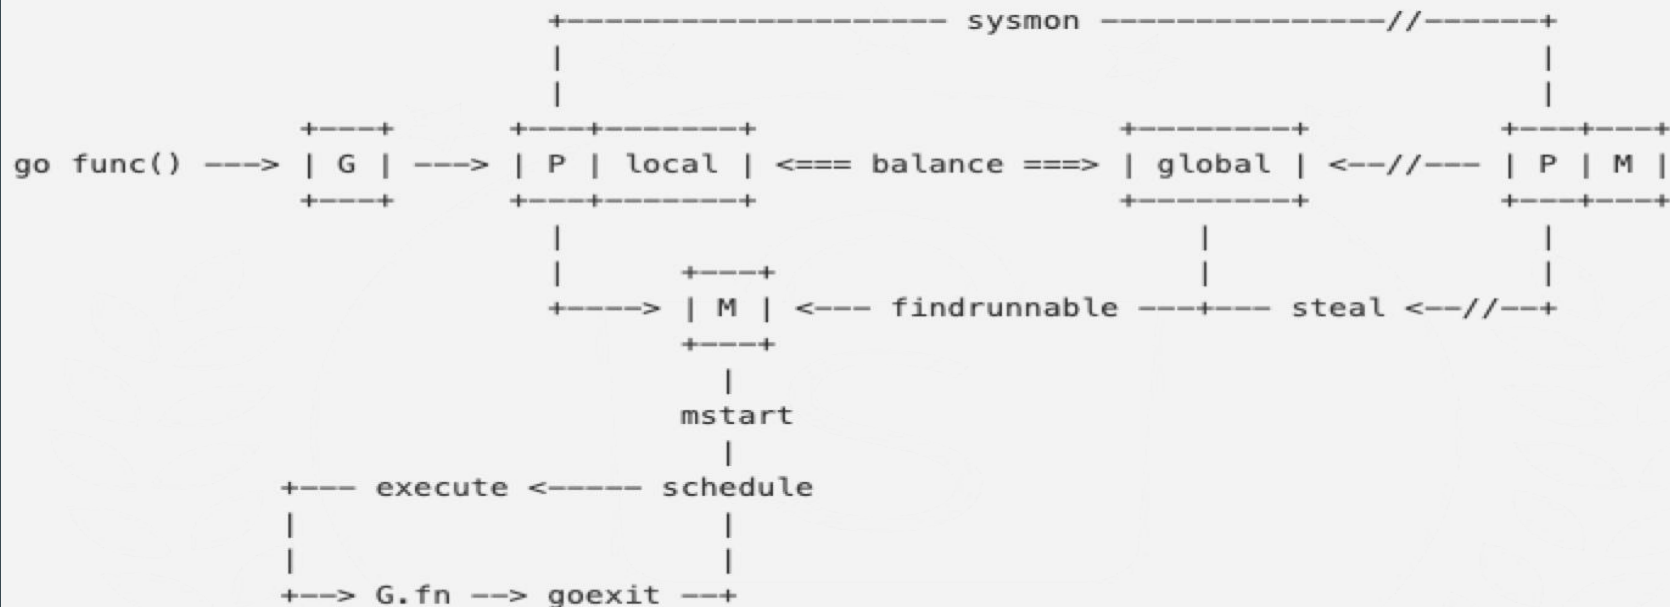 +-------------------- sysmon ---------------//------+
|                                                    |
|                                                    |
+---+ +---+-------+ +--------+ +---+---+
go func() ---> | G | ---> | P | local | <=== balance ===> | global | <--//--- | P | M |
+---+ +---+-------+ +--------+ +---+---+
| | |
| +---+ | |
+----> | M | <--- findrunnable ---+--- steal <--//--+
+---+
|
mstart
|
+--- execute <----- schedule
| |
| |
+--> G.fn --> goexit --+